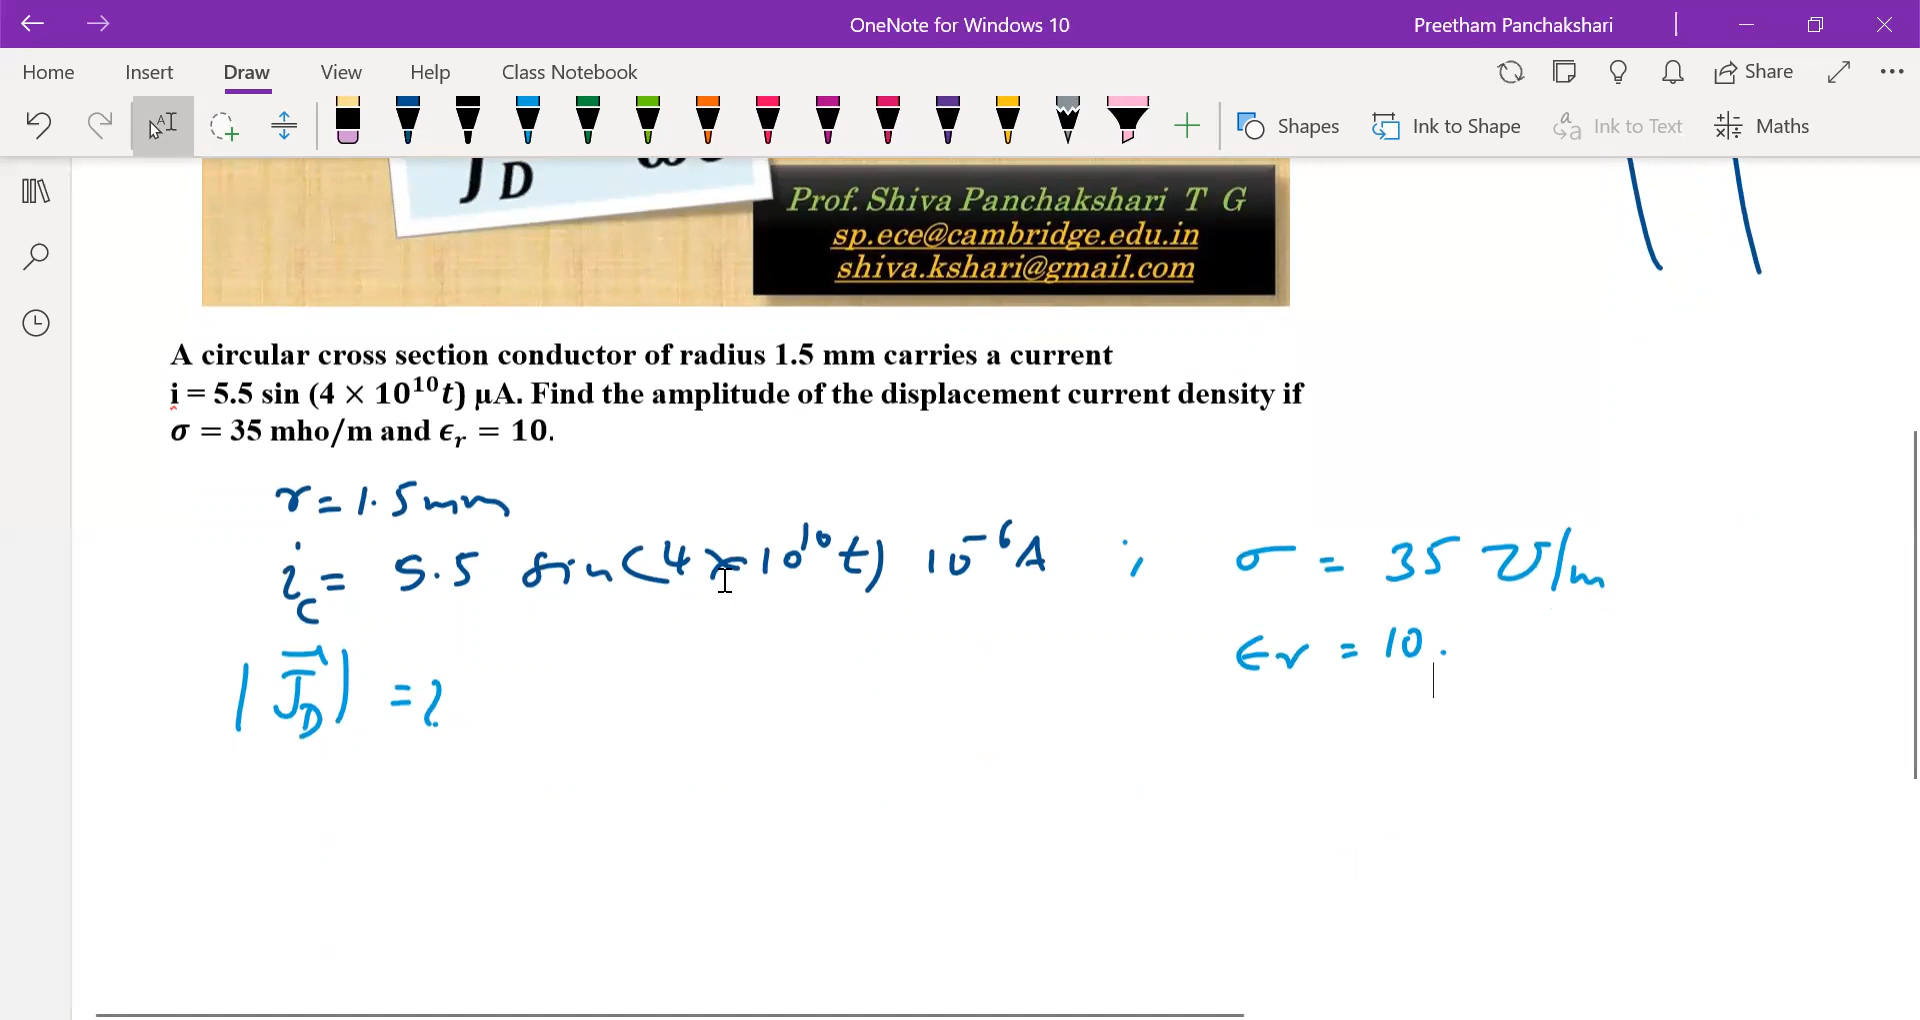 OneNote for Windows 10
Preetham Panchakshari
Home Insert Draw View Help Class Notebook Share
Shapes Ink to Shape Ink to Text Maths
J D
Prof. Shiva Panchakshari T G
sp.ece@cambridge.edu.in
shiva.kshari@gmail.com
A circular cross section conductor of radius 1.5 mm carries a current
i = 5.5 sin (4 × 10¹⁰t) µA. Find the amplitude of the displacement current density if
σ = 35 mho/m and ϵᵣ = 10.
r = 1.5mm
i_c = 5.5 sin(4×10¹⁰t) 10⁻⁶A ; σ = 35 ℧/m
ϵr = 10.
|J⃗_D| = ?